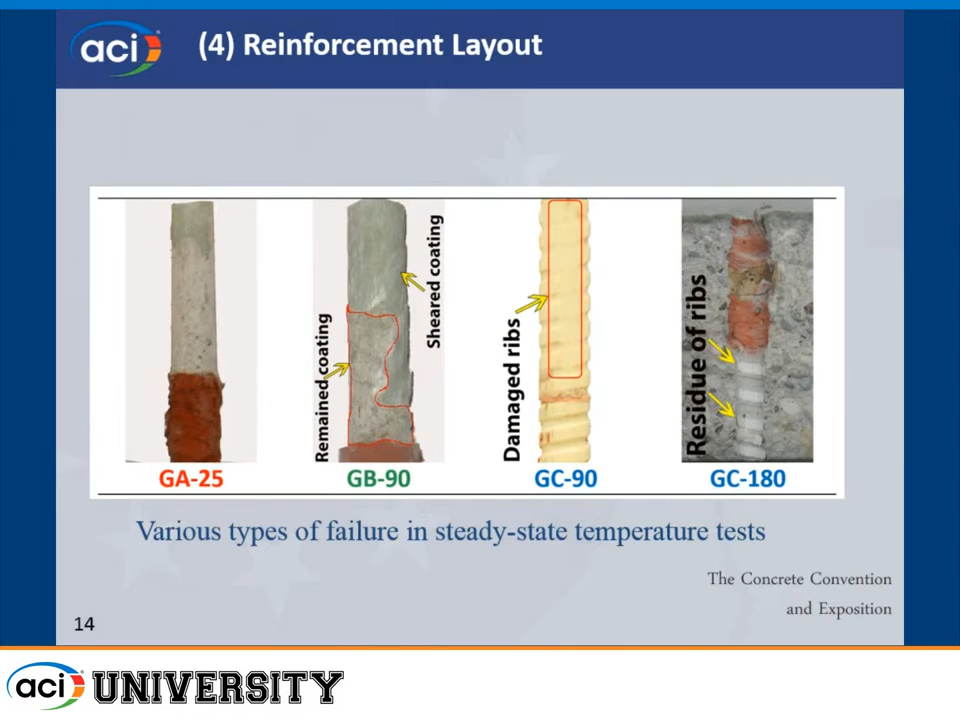 aci
(4) Reinforcement Layout
Remained coating
Sheared coating
Damaged ribs
Residue of ribs
GA-25
GB-90
GC-90
GC-180
Various types of failure in steady-state temperature tests
The Concrete Convention
and Exposition
14
aci UNIVERSITY